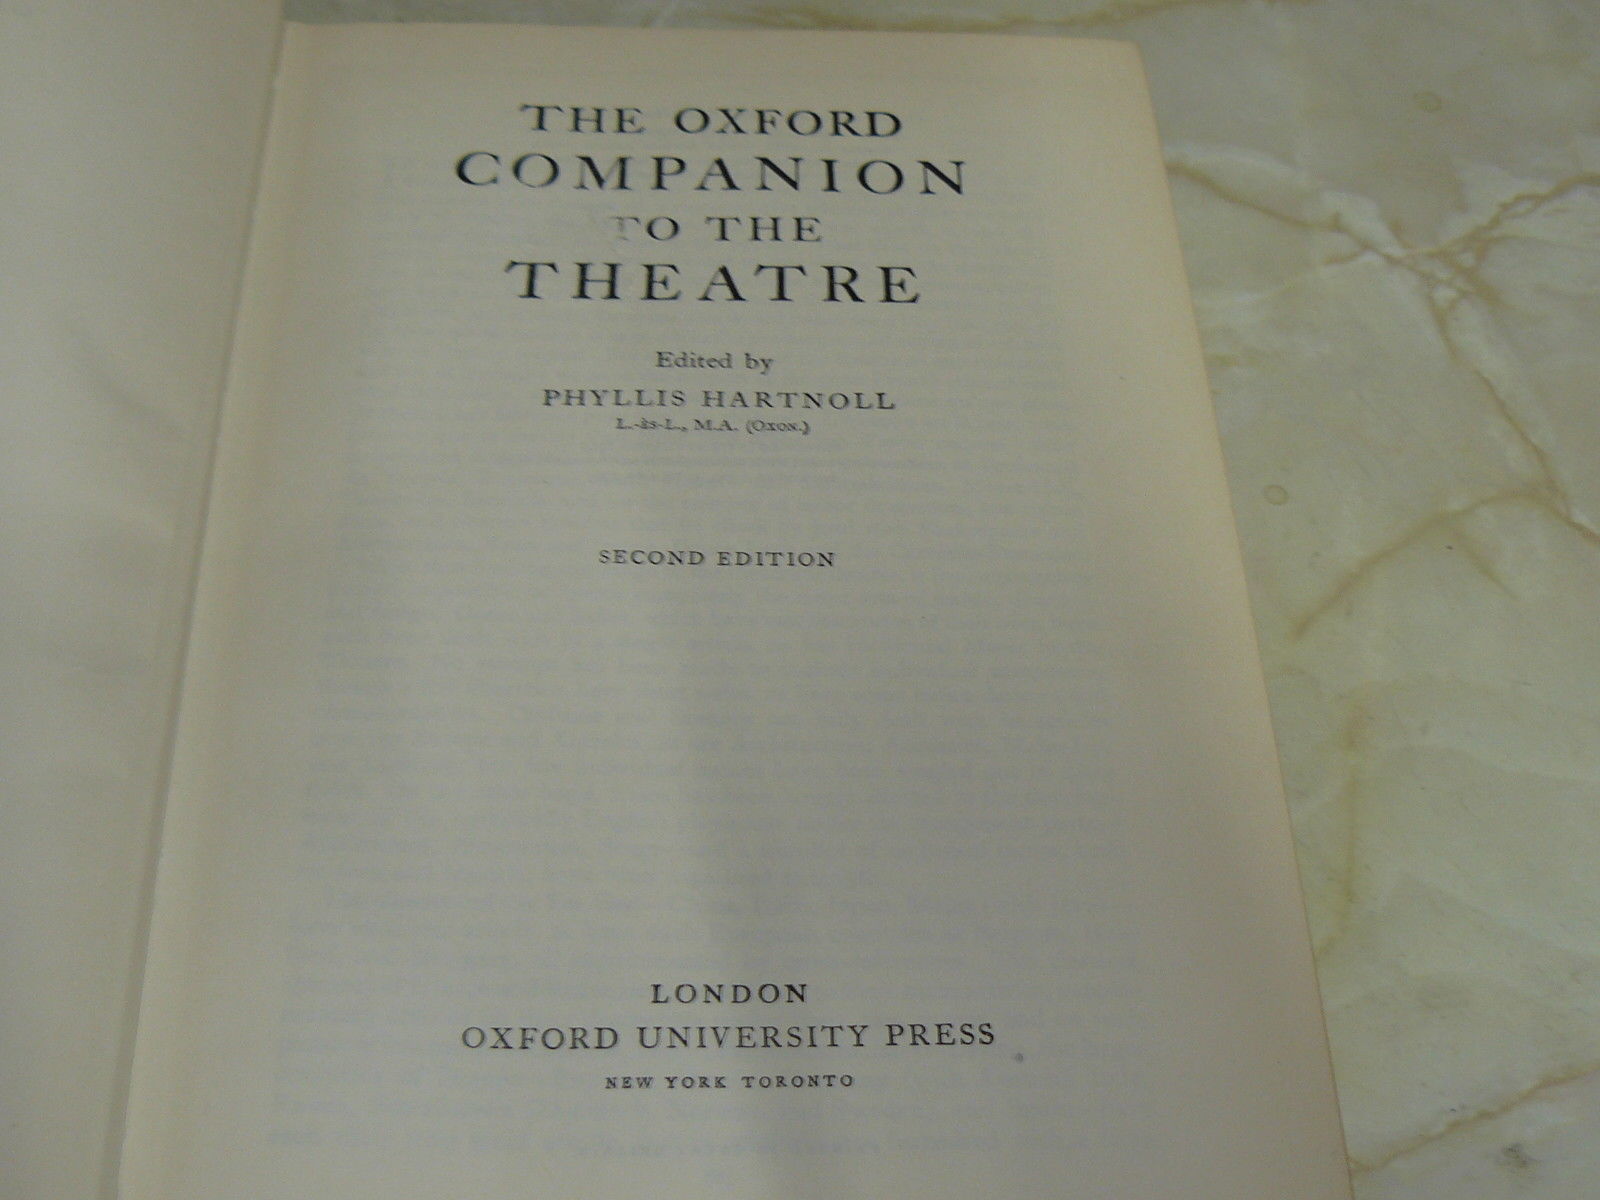 THE OXFORD
COMPANION
TO THE
THEATRE
Edited by
PHYLLIS HARTNOLL
L.-ès-L., M.A. (Oxon.)
SECOND EDITION
LONDON
OXFORD UNIVERSITY PRESS
NEW YORK TORONTO